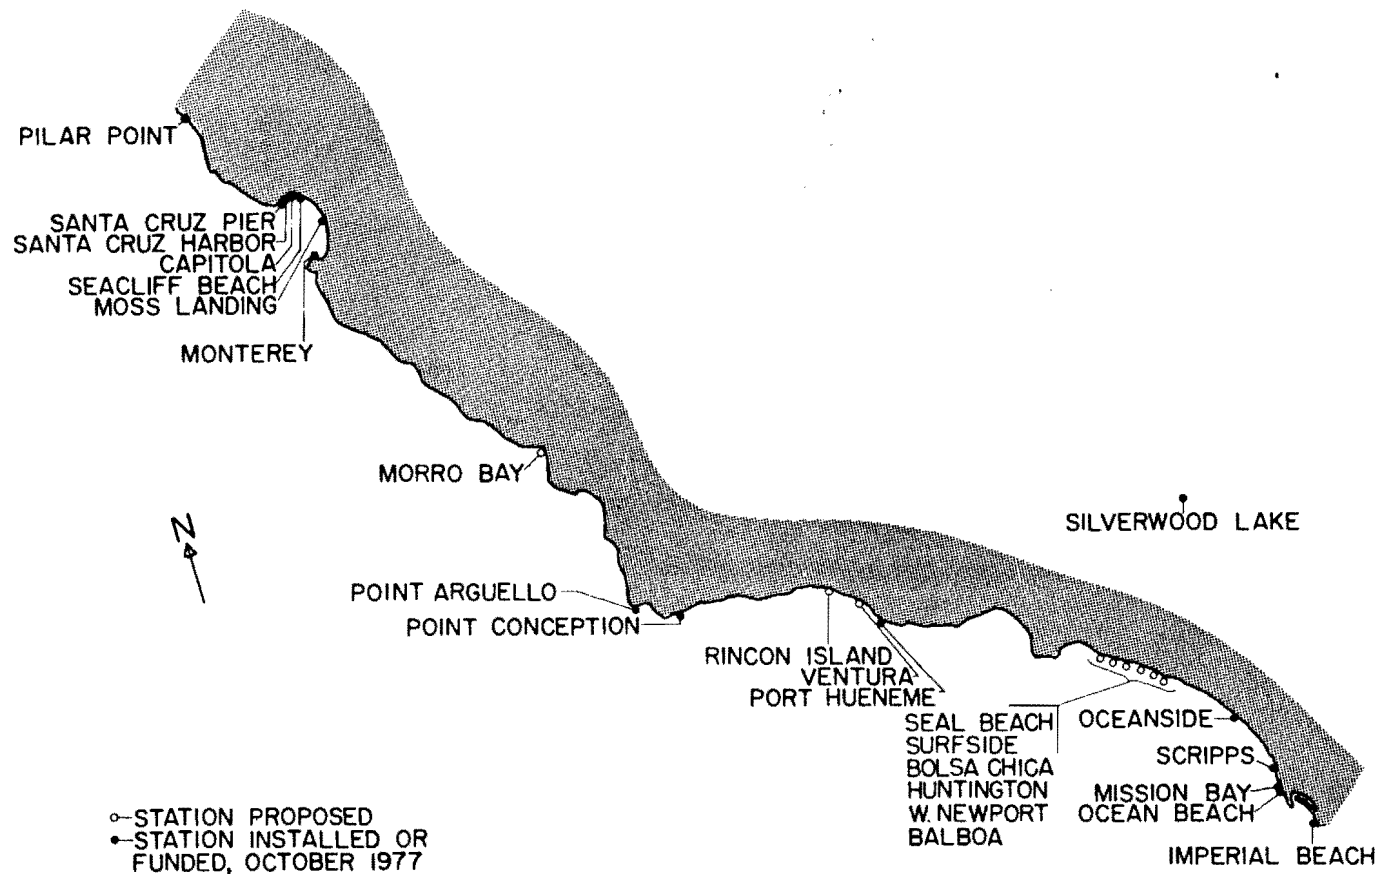 PILAR POINT
SANTA CRUZ PIER
SANTA CRUZ HARBOR
CAPITOLA
SEACLIFF BEACH
MOSS LANDING
MONTEREY
MORRO BAY
N
SILVERWOOD LAKE
POINT ARGUELLO
POINT CONCEPTION
RINCON ISLAND
VENTURA
PORT HUENEME
SEAL BEACH
SURFSIDE
BOLSA CHICA
HUNTINGTON
W. NEWPORT
BALBOA
OCEANSIDE
SCRIPPS
MISSION BAY
OCEAN BEACH
IMPERIAL BEACH
STATION PROPOSED
STATION INSTALLED OR
FUNDED, OCTOBER 1977